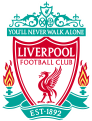 YOU'LL NEVER WALK ALONE
LIVERPOOL
FOOTBALL CLUB
EST·1892